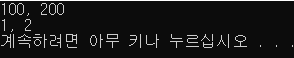 100, 200
1, 2
계속하려면 아무 키나 누르십시오 . . .